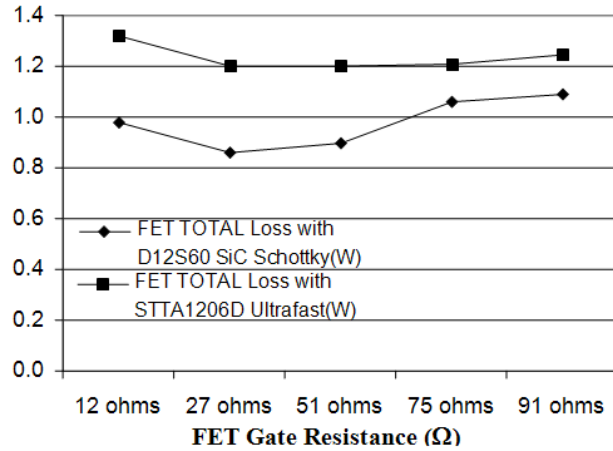 1.4
1.2
1.0
0.8
0.6
0.4
0.2
0.0
FET TOTAL Loss with
D12S60 SiC Schottky(W)
FET TOTAL Loss with
STTA1206D Ultrafast(W)
12 ohms 27 ohms 51 ohms 75 ohms 91 ohms
FET Gate Resistance (Ω)